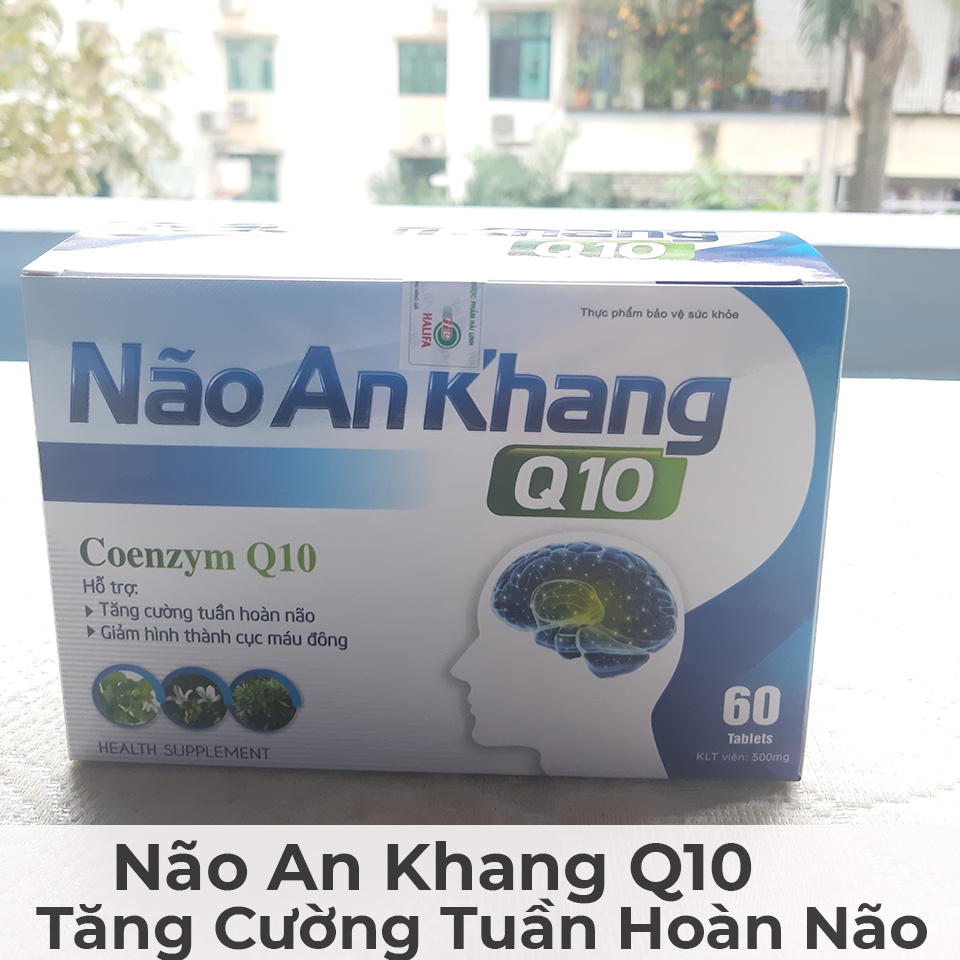 Q10
Thực phẩm bảo vệ sức khỏe
HALIFA
Não An Khang
Q10
Coenzym Q10
Hỗ trợ:
Tăng cường tuần hoàn não
Giảm hình thành cục máu đông
60
Tablets
KLT viên: 500mg
HEALTH SUPPLEMENT
Não An Khang Q10
Tăng Cường Tuần Hoàn Não